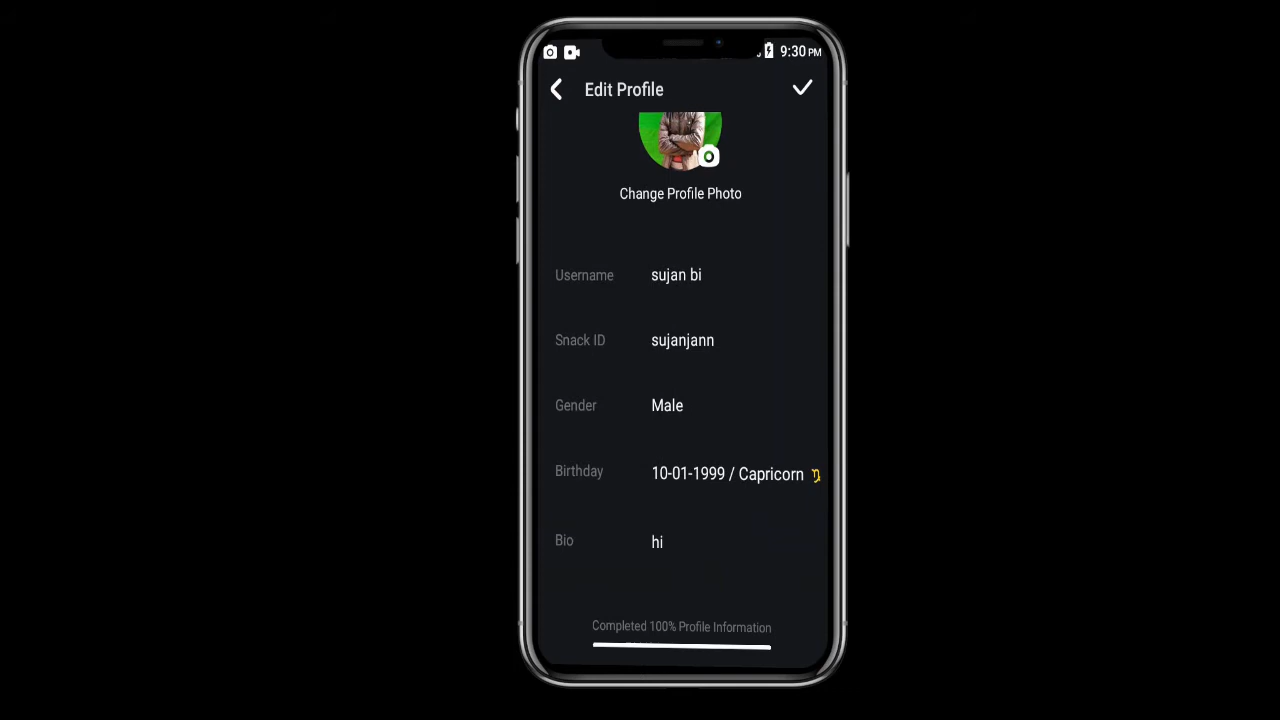 9:30 PM
Edit Profile
Change Profile Photo
Username sujan bi
Snack ID sujanjann
Gender Male
Birthday 10-01-1999 / Capricorn ♑
Bio hi
Completed 100% Profile Information